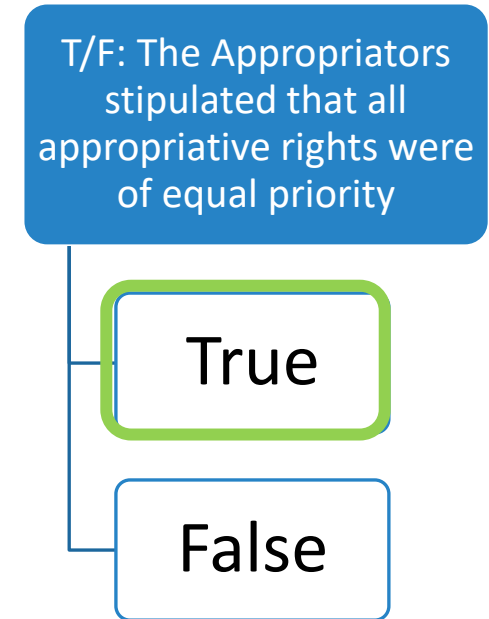 T/F: The Appropriators
stipulated that all
appropriative rights were
of equal priority
True
False